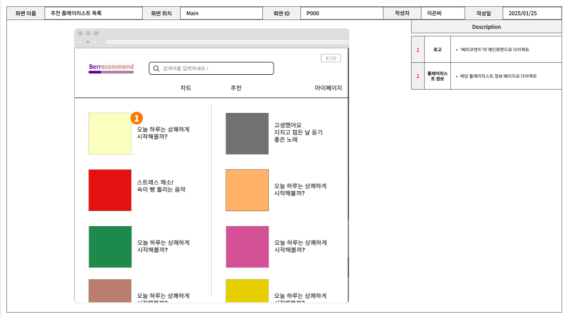 화면 이름 추천 플레이리스트 목록 화면 위치 Main 화면 ID P000 작성자 이은비 작성일 2025/01/25
Description
1 로고 • '베리코멘드'의 메인화면으로 다이렉트
2 플레이리스트 정보 • 해당 플레이리스트 정보 페이지로 다이렉트
로그인
Berrecommend
검색어를 입력하세요 !
차트 추천 마이페이지
1
오늘 하루는 상쾌하게
시작해볼까?
고생했어요
지치고 힘든 날 듣기
좋은 노래
스트레스 해소!
속이 뻥 뚫리는 음악
오늘 하루는 상쾌하게
시작해볼까?
오늘 하루는 상쾌하게
시작해볼까?
오늘 하루는 상쾌하게
시작해볼까?
오늘 하루는 상쾌하게
시작해볼까?
오늘 하루는 상쾌하게
시작해볼까?